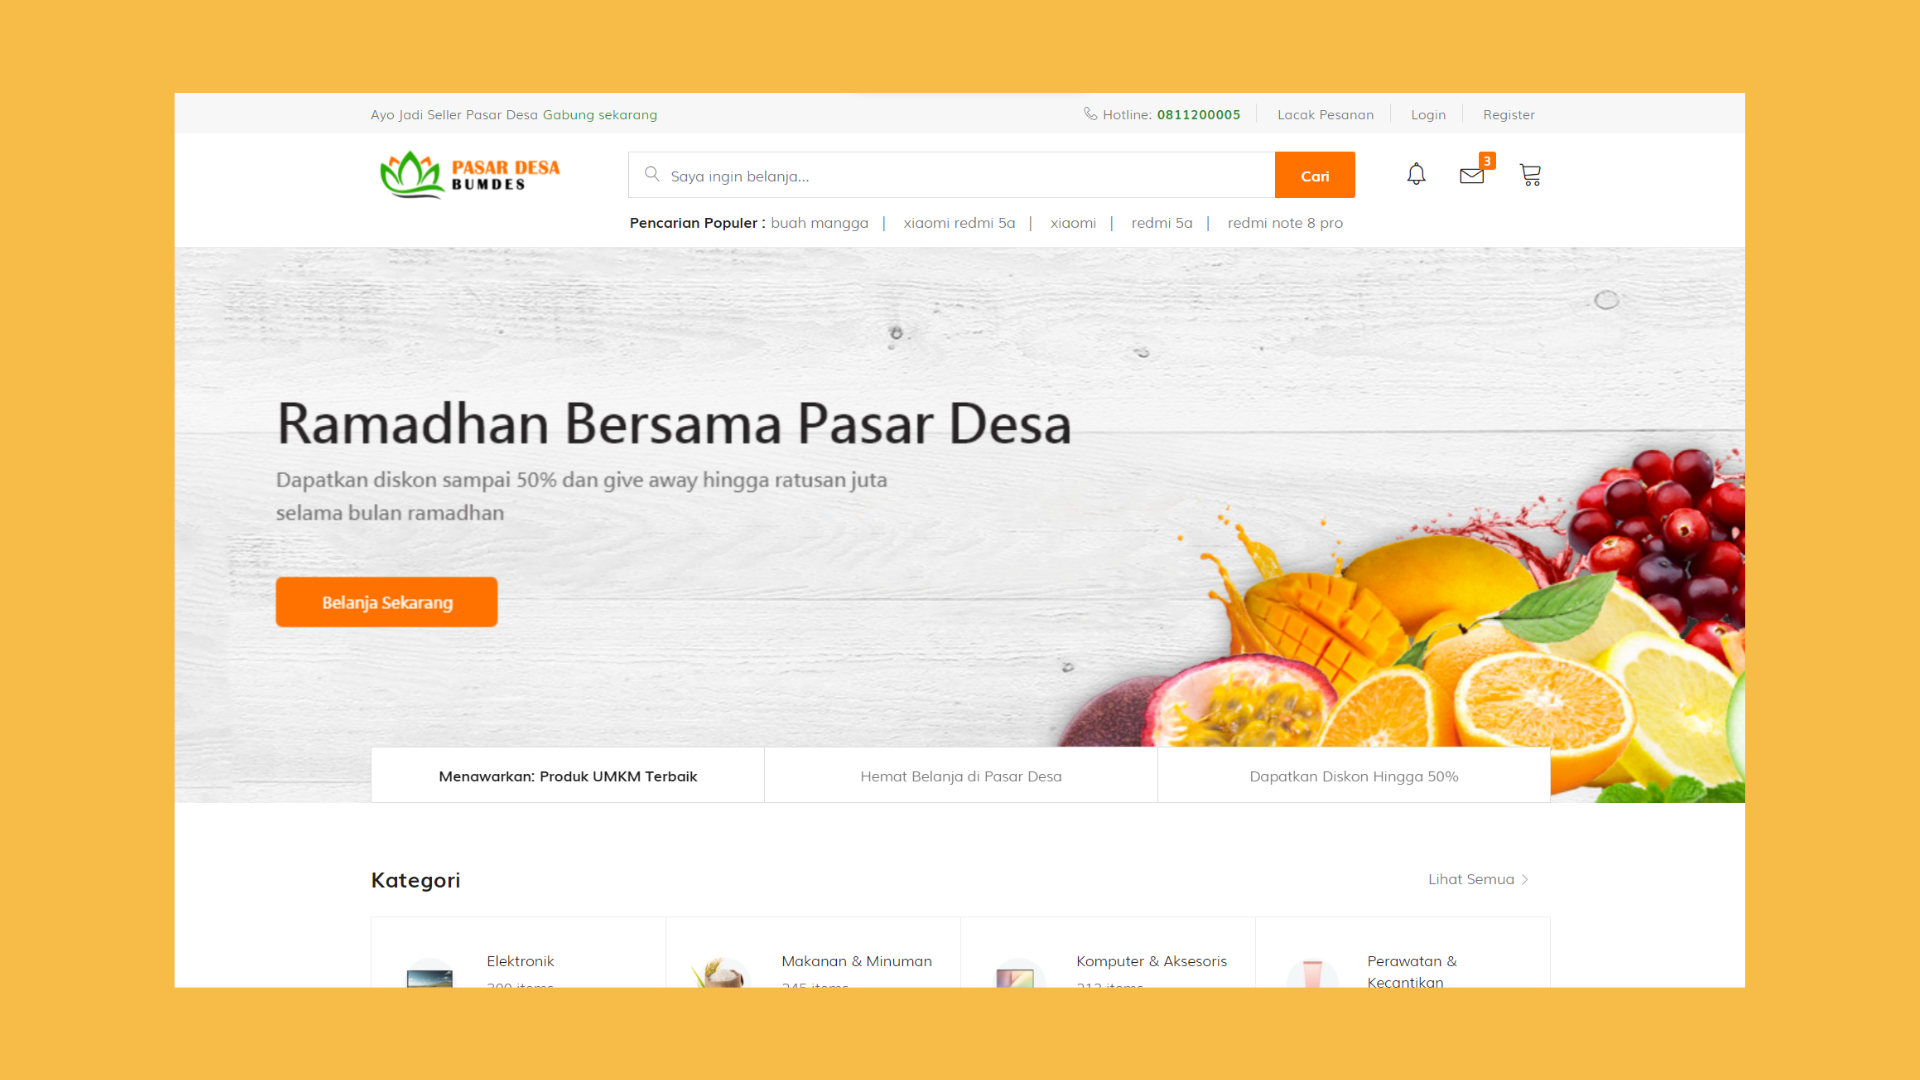 Ayo Jadi Seller Pasar Desa Gabung sekarang
Hotline: 0811200005
Lacak Pesanan
Login
Register
PASAR DESA
BUMDES
Saya ingin belanja...
Cari
3
Pencarian Populer : buah mangga | xiaomi redmi 5a | xiaomi | redmi 5a | redmi note 8 pro
Ramadhan Bersama Pasar Desa
Dapatkan diskon sampai 50% dan give away hingga ratusan juta
selama bulan ramadhan
Belanja Sekarang
Menawarkan: Produk UMKM Terbaik
Hemat Belanja di Pasar Desa
Dapatkan Diskon Hingga 50%
Kategori
Lihat Semua
Elektronik
Makanan & Minuman
Komputer & Aksesoris
Perawatan &
Kecantikan